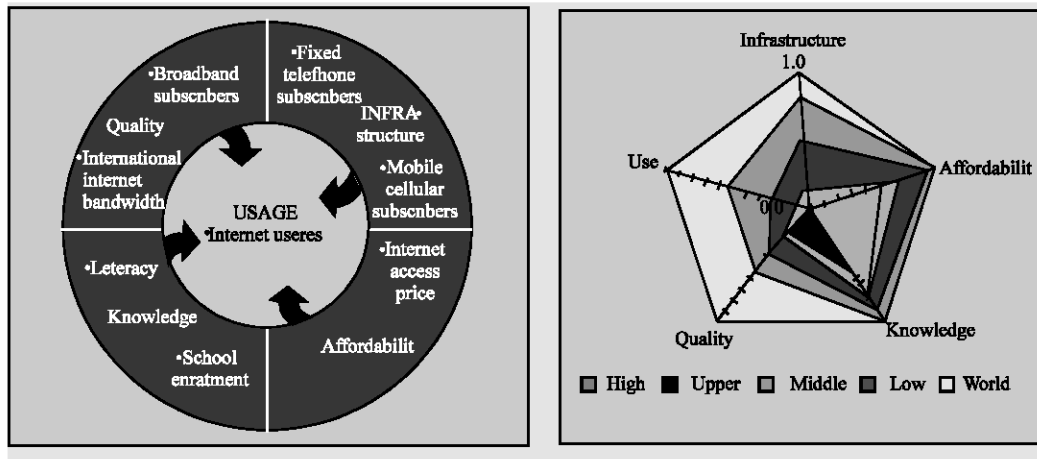 •Broadband
subscnbers
Quality
•International
internet
bandwidth
•Fixed
telefhone
subscnbers
INFRA•
structure
•Mobile
cellular
subscnbers
USAGE
•Internet useres
•Leteracy
Knowledge
•School
enratment
•Internet
access
price
Affordabilit
Infrastructure
1.0
Use
Affordabilit
0.0
Quality
Knowledge
High Upper Middle Low World